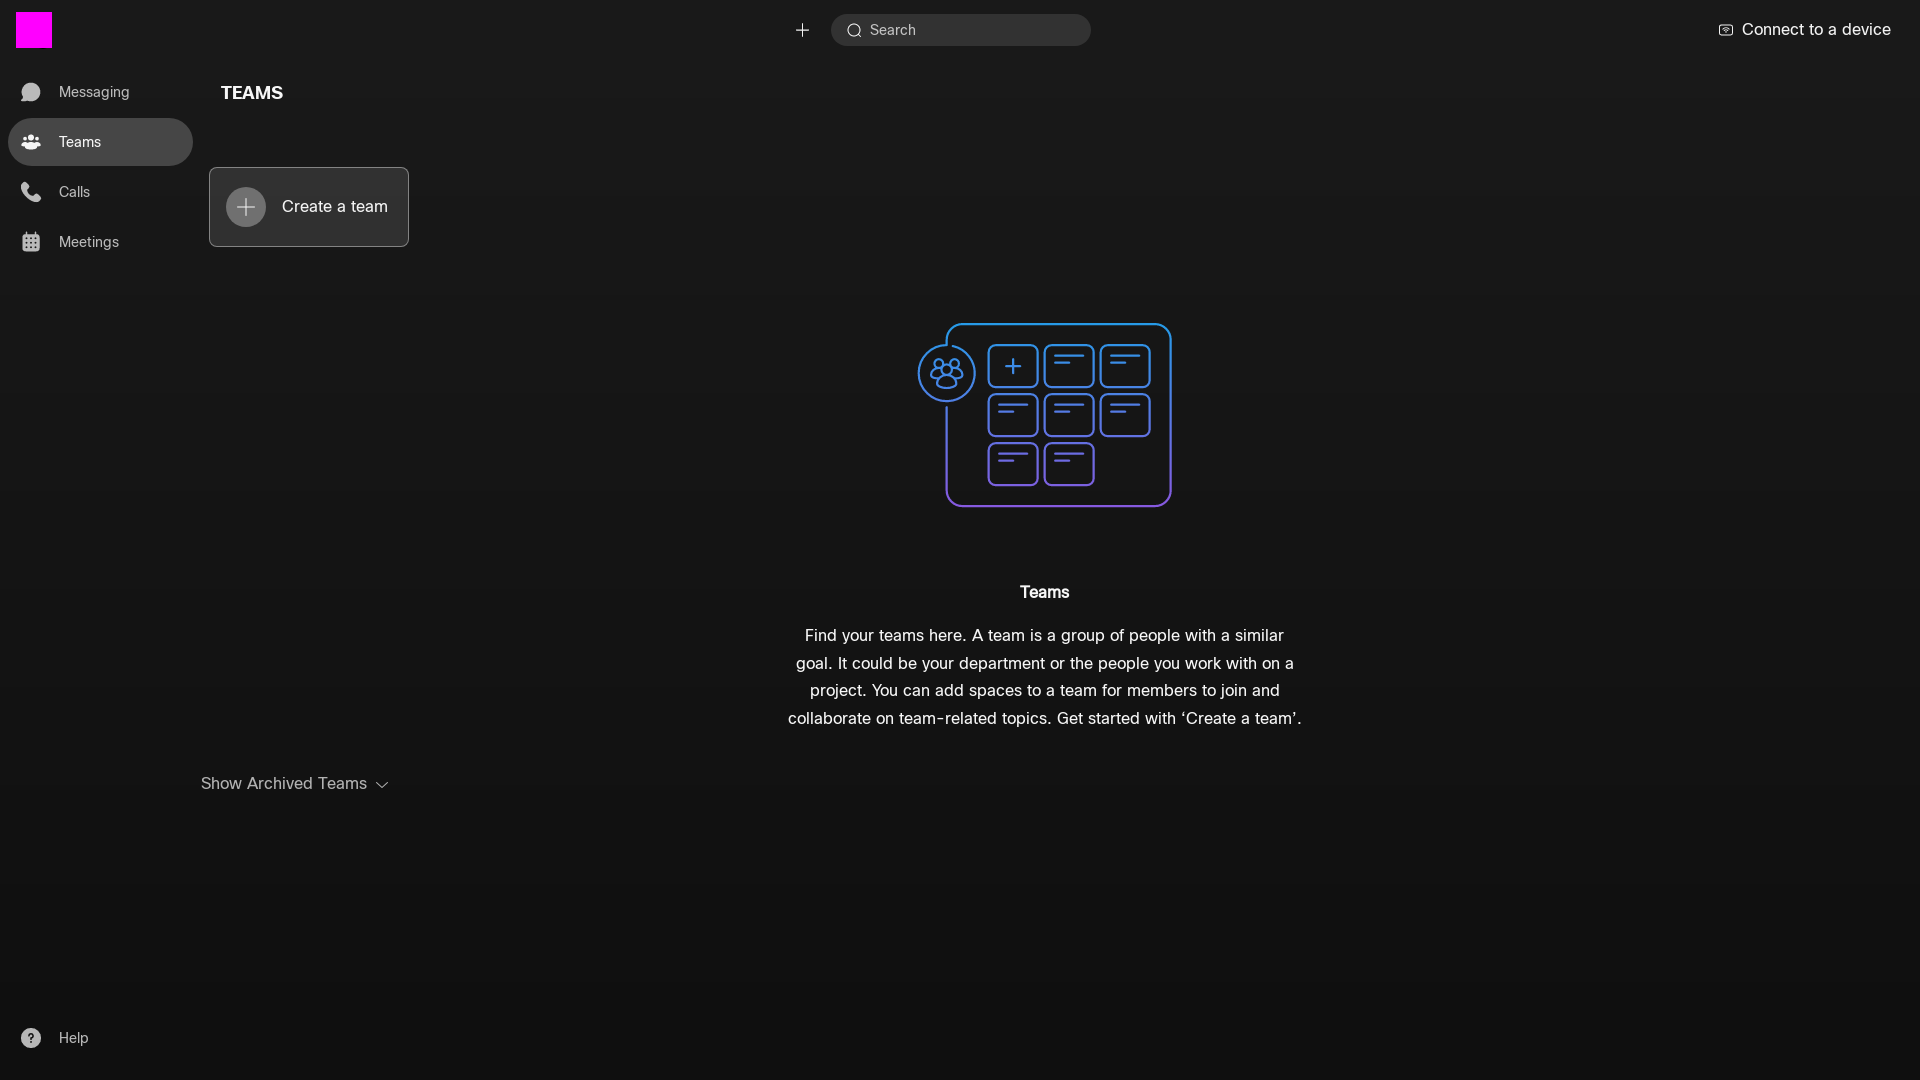 Search
Connect to a device
Messaging
Teams
Calls
Meetings
TEAMS
Create a team
Teams
Find your teams here. A team is a group of people with a similar
goal. It could be your department or the people you work with on a
project. You can add spaces to a team for members to join and
collaborate on team-related topics. Get started with ‘Create a team’.
Show Archived Teams
Help